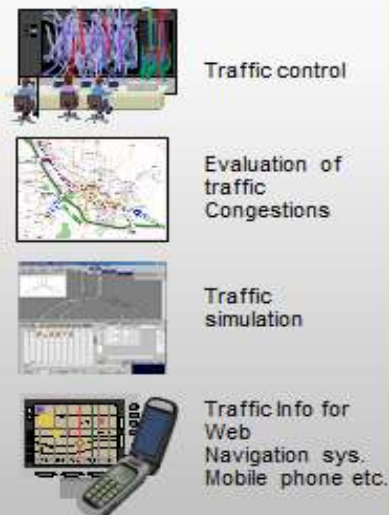 Traffic control
Evaluation of
traffic
Congestions
Traffic
simulation
Traffic Info for
Web
Navigation sys.
Mobile phone etc.